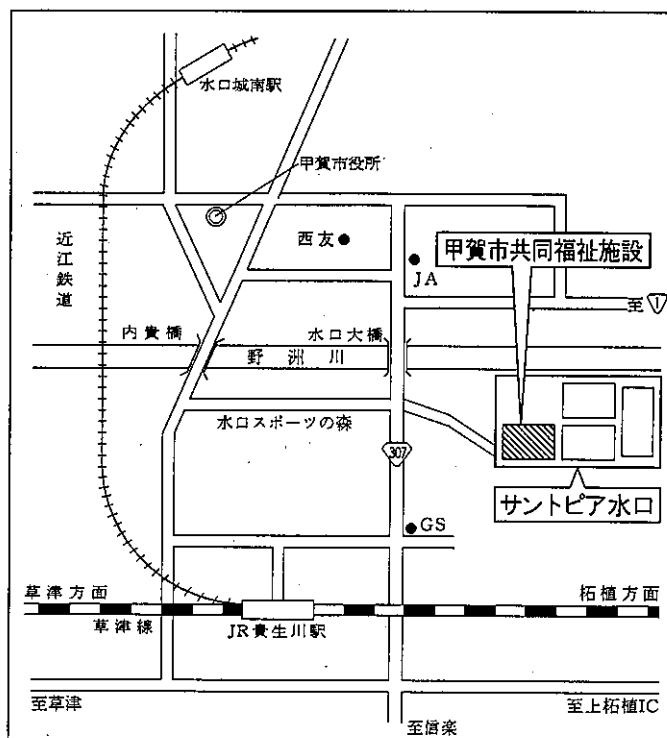 水口城南駅
甲賀市役所
近江鉄道
西友
JA
甲賀市共同福祉施設
至
1
内貴橋
水口大橋
野洲川
水口スポーツの森
307
サントピア水口
GS
草津方面
柘植方面
草津線
JR貴生川駅
至草津
至上柘植IC
至信楽